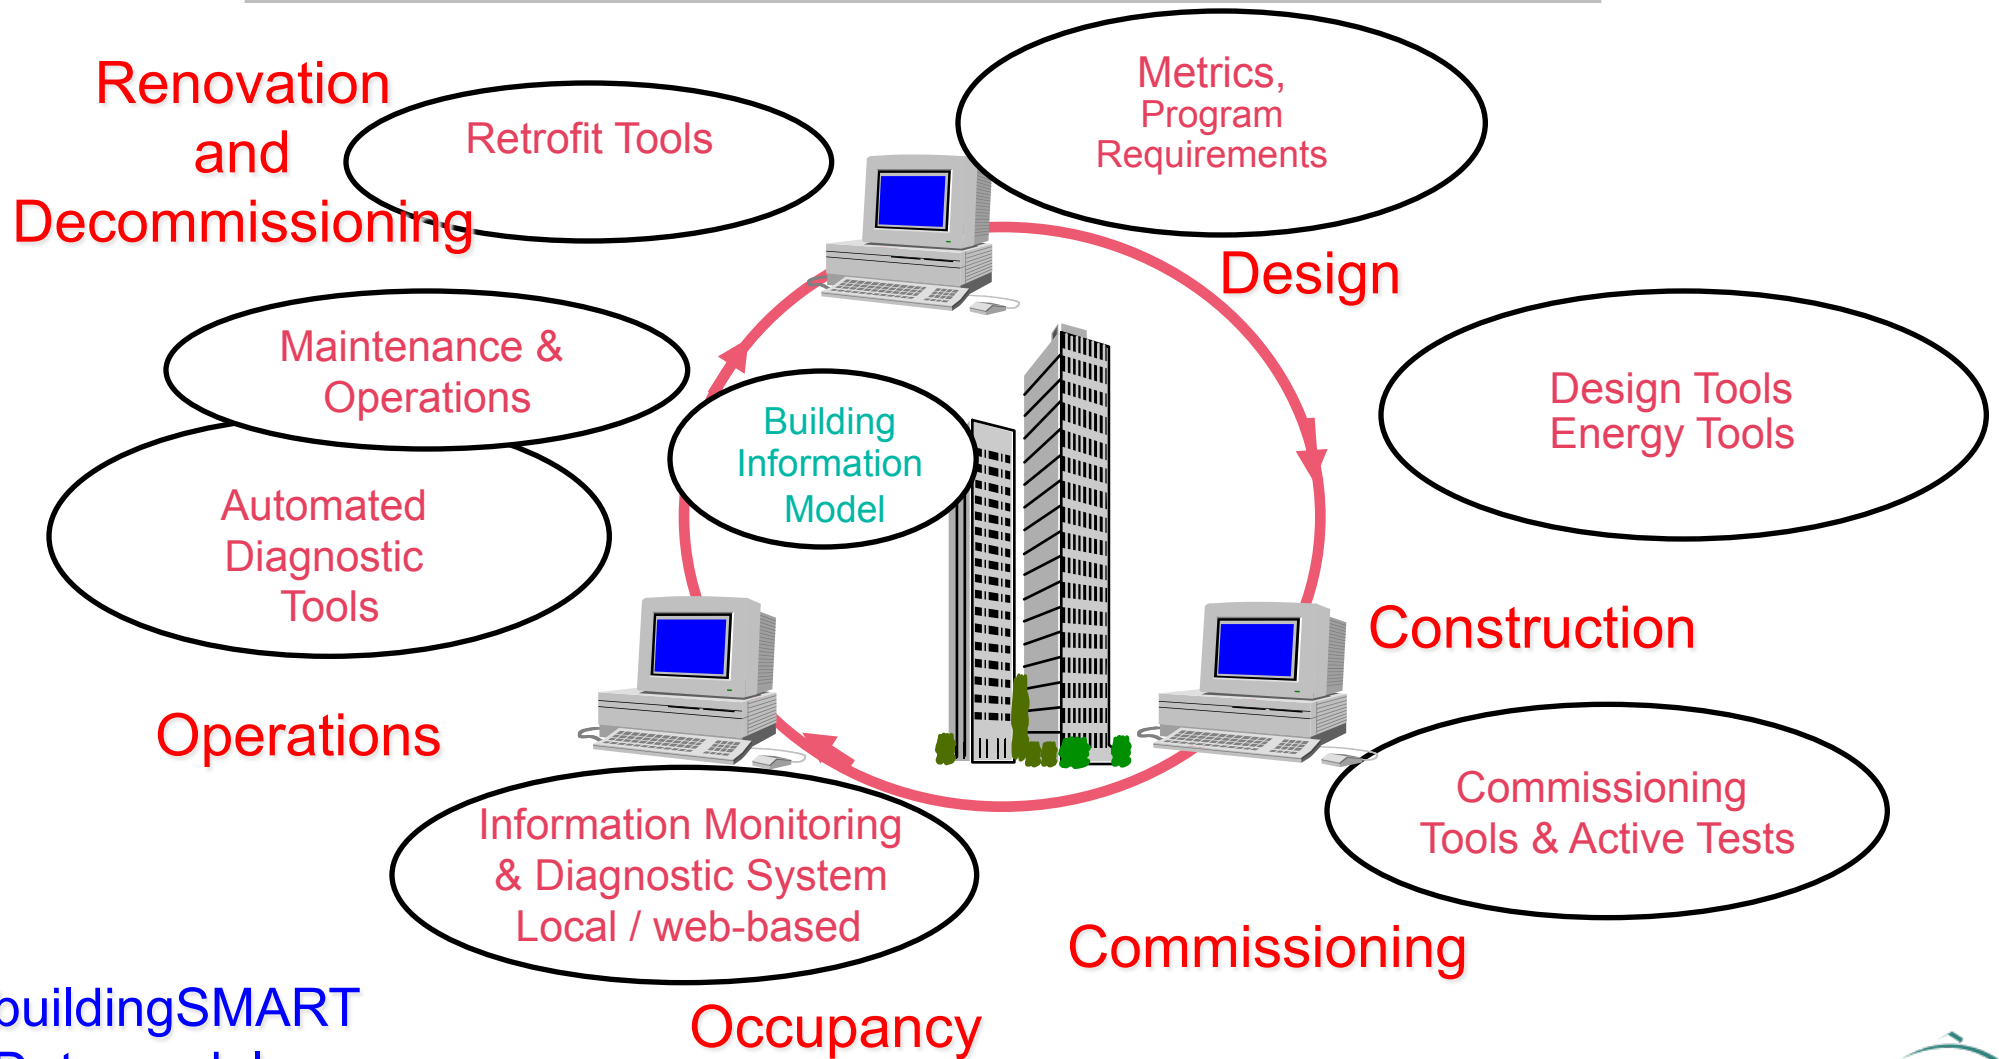 Renovation
and
Decommissioning
Retrofit Tools
Metrics,
Program
Requirements
Design
Maintenance &
Operations
Building
Information
Model
Design Tools
Energy Tools
Automated
Diagnostic
Tools
Construction
Operations
Commissioning
Tools & Active Tests
Information Monitoring
& Diagnostic System
Local / web-based
Commissioning
Occupancy
buildingSMART